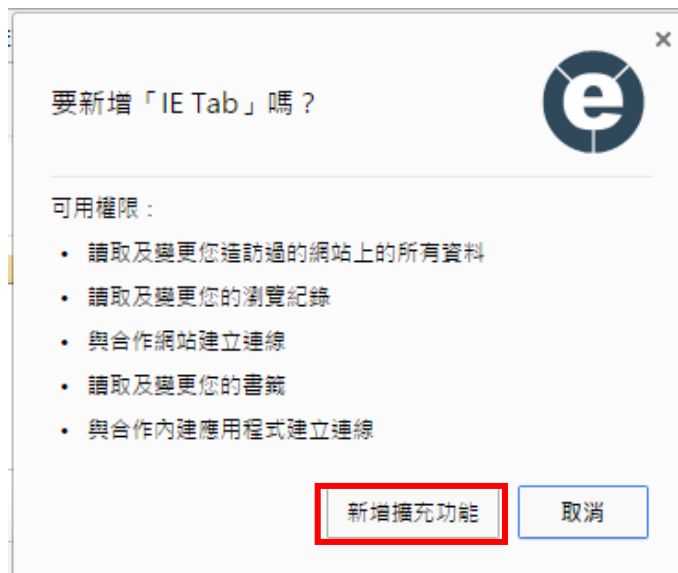 要新增「IE Tab」嗎？
可用權限：
• 讀取及變更您造訪過的網站上的所有資料
• 讀取及變更您的瀏覽紀錄
• 與合作網站建立連線
• 讀取及變更您的書籤
• 與合作內建應用程式建立連線
新增擴充功能
取消